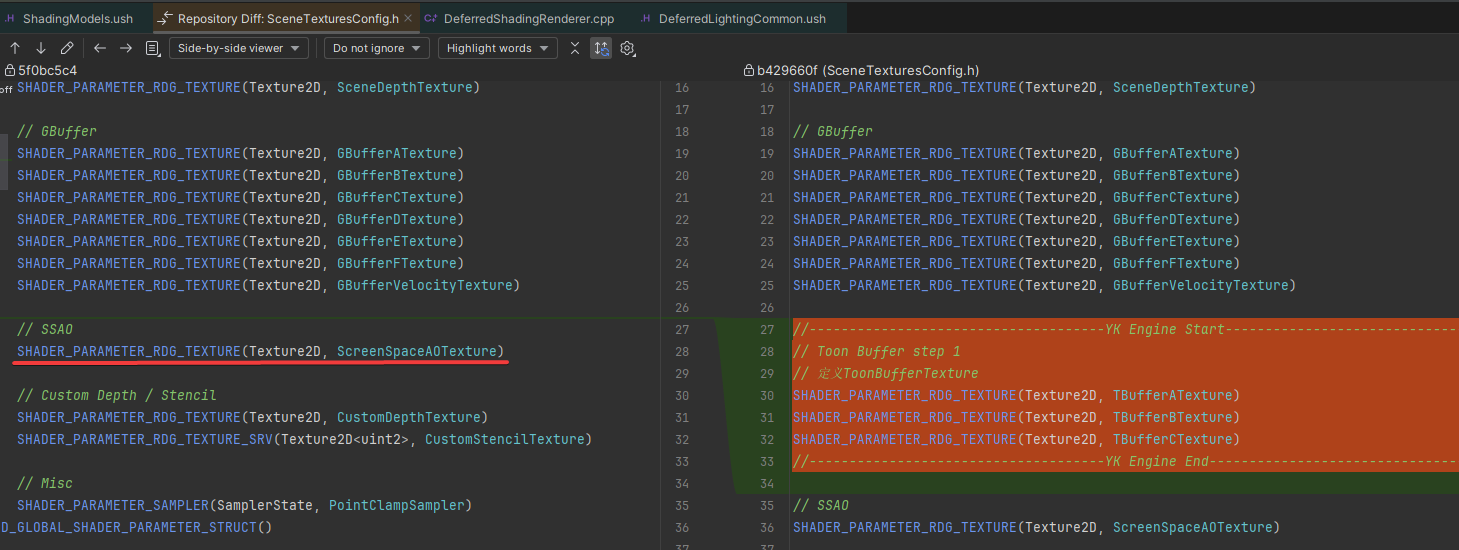 ShadingModels.ush
Repository Diff: SceneTexturesConfig.h
DeferredShadingRenderer.cpp
DeferredLightingCommon.ush
Side-by-side viewer
Do not ignore
Highlight words
5f0bc5c4
b429660f (SceneTexturesConfig.h)
off
SHADER_PARAMETER_RDG_TEXTURE(Texture2D, SceneDepthTexture) 16
17
// GBuffer 18
SHADER_PARAMETER_RDG_TEXTURE(Texture2D, GBufferATexture) 19
SHADER_PARAMETER_RDG_TEXTURE(Texture2D, GBufferBTexture) 20
SHADER_PARAMETER_RDG_TEXTURE(Texture2D, GBufferCTexture) 21
SHADER_PARAMETER_RDG_TEXTURE(Texture2D, GBufferDTexture) 22
SHADER_PARAMETER_RDG_TEXTURE(Texture2D, GBufferETexture) 23
SHADER_PARAMETER_RDG_TEXTURE(Texture2D, GBufferFTexture) 24
SHADER_PARAMETER_RDG_TEXTURE(Texture2D, GBufferVelocityTexture) 25
26
// SSAO 27
SHADER_PARAMETER_RDG_TEXTURE(Texture2D, ScreenSpaceAOTexture) 28
29
// Custom Depth / Stencil 30
SHADER_PARAMETER_RDG_TEXTURE(Texture2D, CustomDepthTexture) 31
SHADER_PARAMETER_RDG_TEXTURE_SRV(Texture2D<uint2>, CustomStencilTexture) 32
33
// Misc 34
SHADER_PARAMETER_SAMPLER(SamplerState, PointClampSampler) 35
D_GLOBAL_SHADER_PARAMETER_STRUCT() 36
37
16 SHADER_PARAMETER_RDG_TEXTURE(Texture2D, SceneDepthTexture)
17
18 // GBuffer
19 SHADER_PARAMETER_RDG_TEXTURE(Texture2D, GBufferATexture)
20 SHADER_PARAMETER_RDG_TEXTURE(Texture2D, GBufferBTexture)
21 SHADER_PARAMETER_RDG_TEXTURE(Texture2D, GBufferCTexture)
22 SHADER_PARAMETER_RDG_TEXTURE(Texture2D, GBufferDTexture)
23 SHADER_PARAMETER_RDG_TEXTURE(Texture2D, GBufferETexture)
24 SHADER_PARAMETER_RDG_TEXTURE(Texture2D, GBufferFTexture)
25 SHADER_PARAMETER_RDG_TEXTURE(Texture2D, GBufferVelocityTexture)
26
27 //---------------------------------------YK Engine Start-------------------------------
28 // Toon Buffer step 1
29 // 定义ToonBufferTexture
30 SHADER_PARAMETER_RDG_TEXTURE(Texture2D, TBufferATexture)
31 SHADER_PARAMETER_RDG_TEXTURE(Texture2D, TBufferBTexture)
32 SHADER_PARAMETER_RDG_TEXTURE(Texture2D, TBufferCTexture)
33 //---------------------------------------YK Engine End---------------------------------
34
35 // SSAO
36 SHADER_PARAMETER_RDG_TEXTURE(Texture2D, ScreenSpaceAOTexture)
37